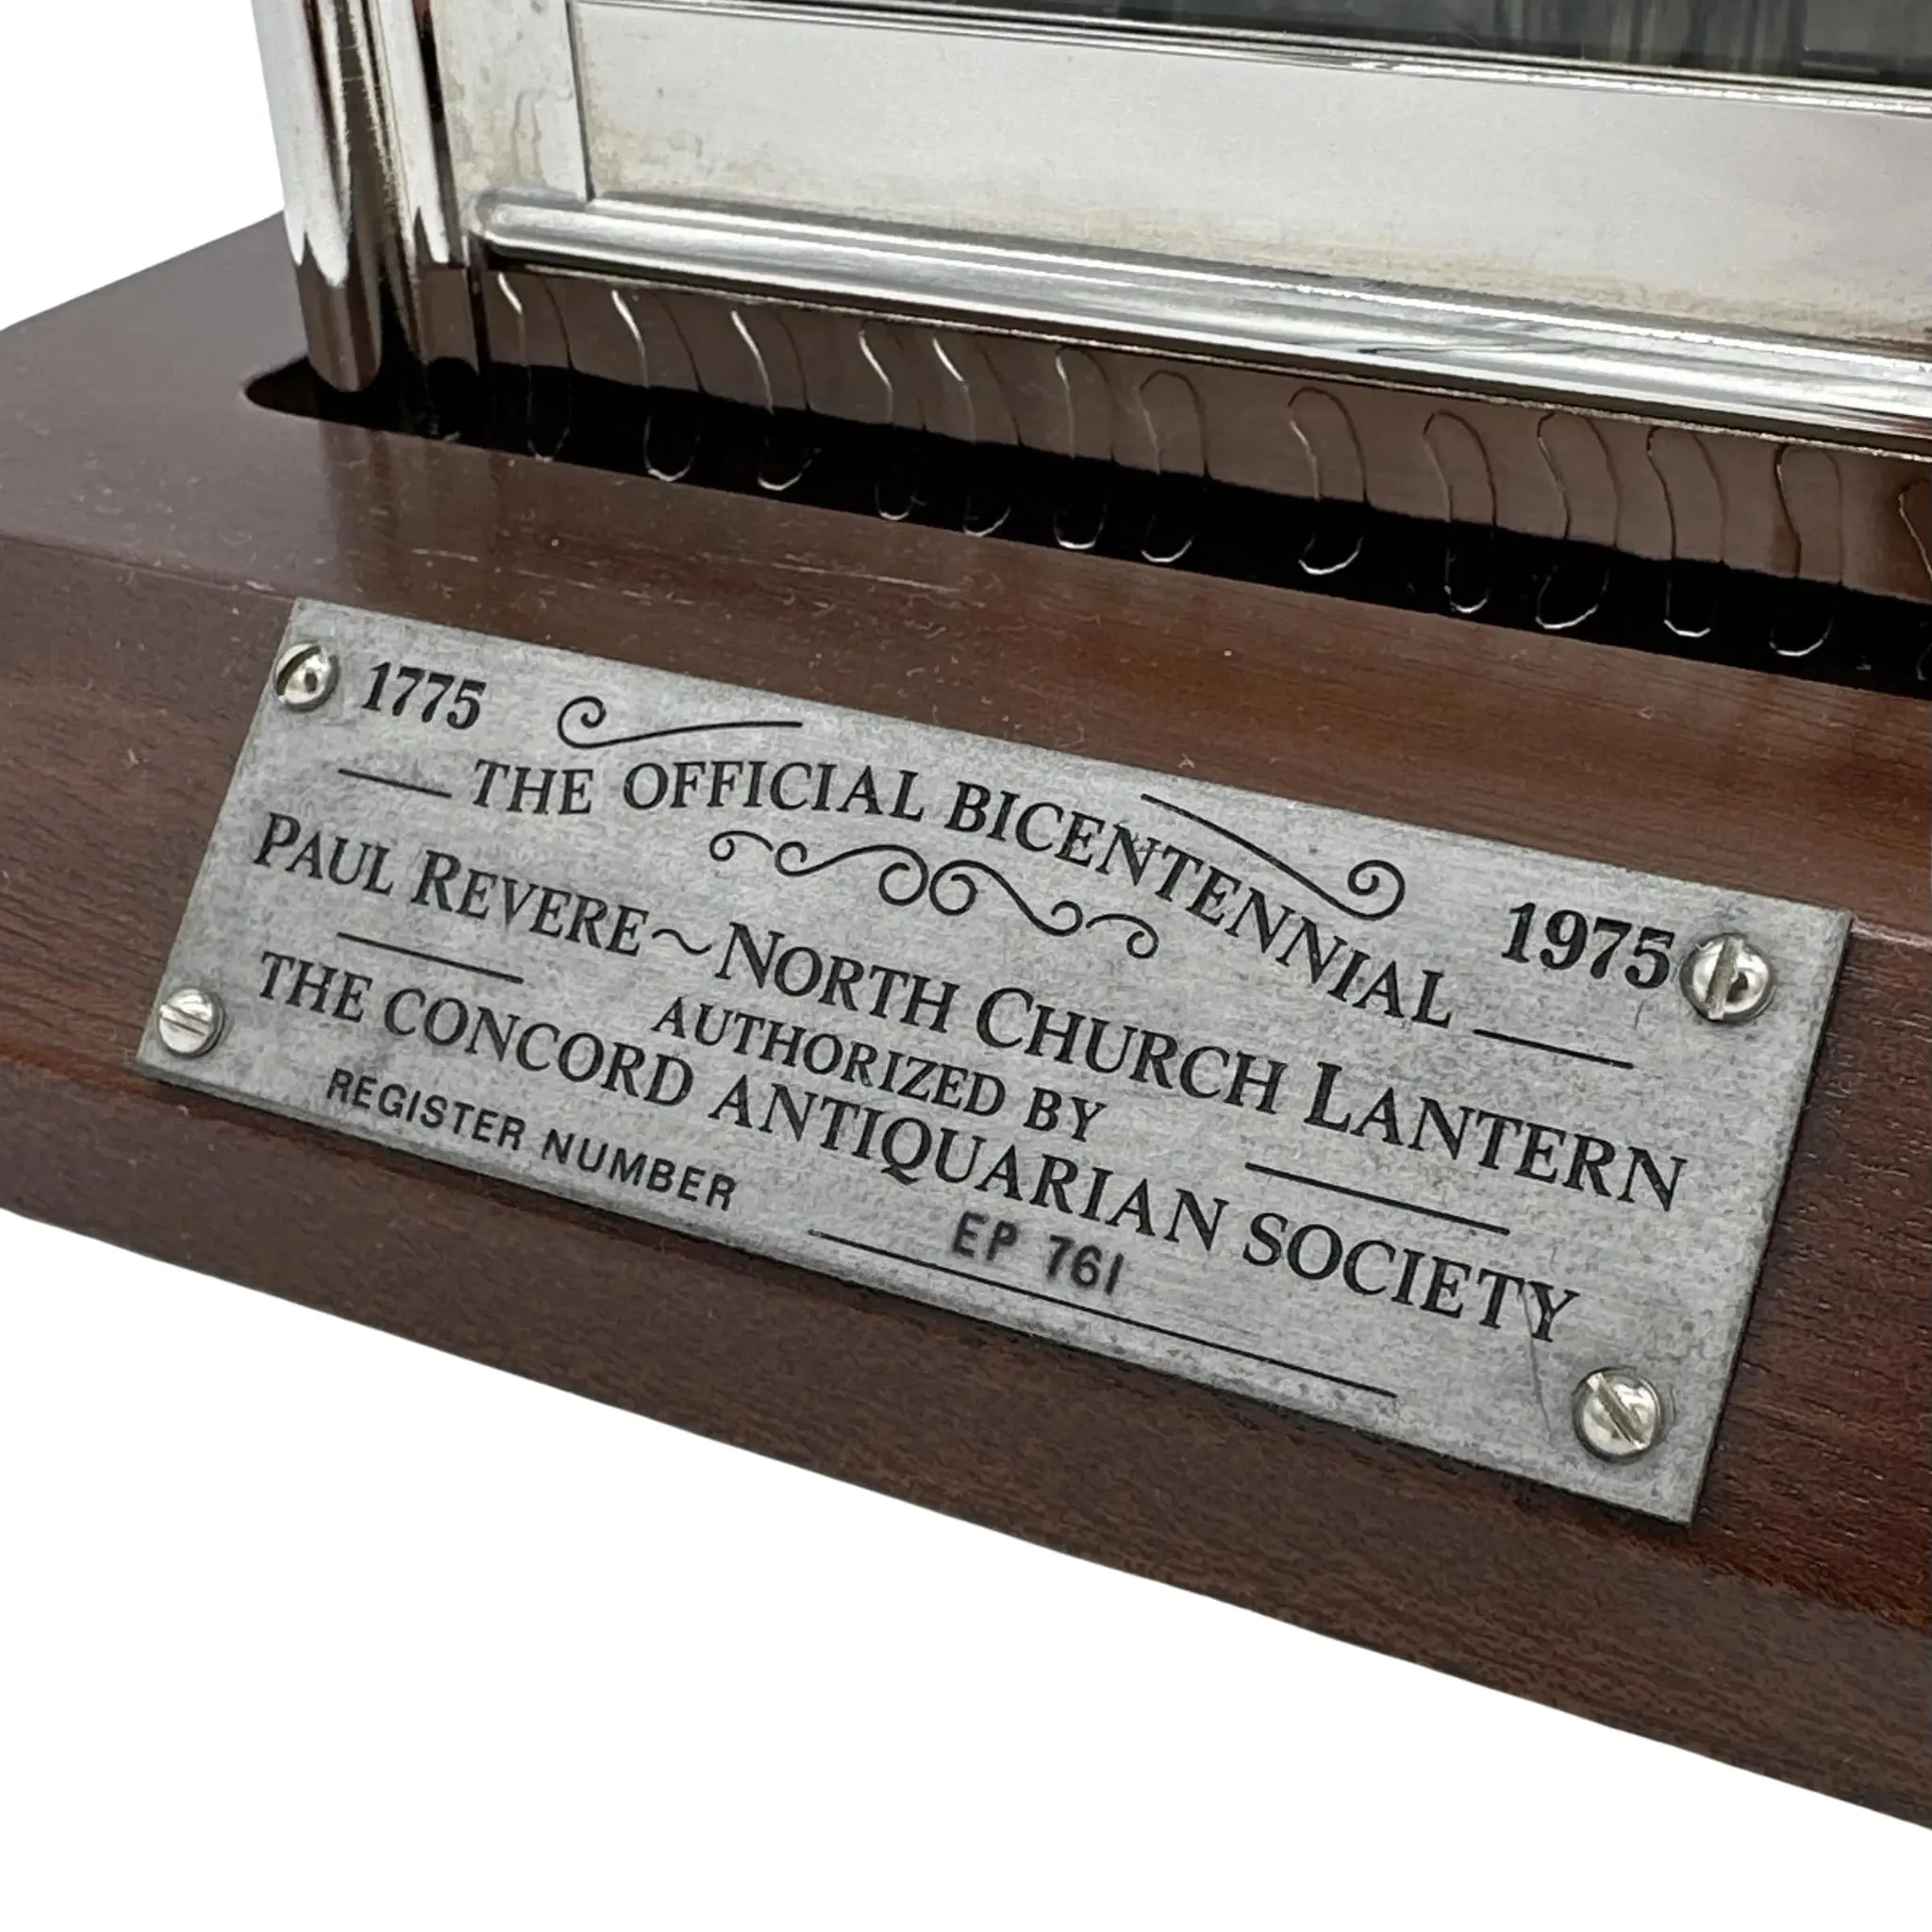 1775 1975
THE OFFICIAL BICENTENNIAL
PAUL REVERE~NORTH CHURCH LANTERN
AUTHORIZED BY
THE CONCORD ANTIQUARIAN SOCIETY
REGISTER NUMBER EP 761